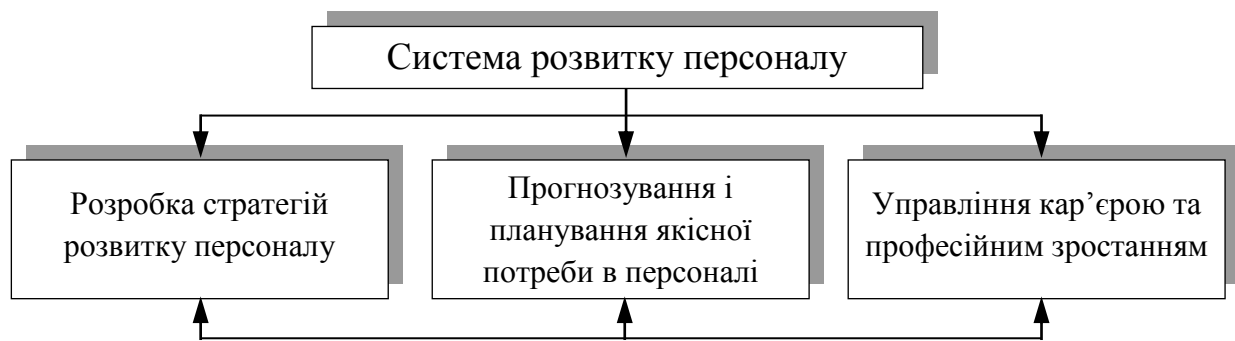 Система розвитку персоналу
Розробка стратегій
розвитку персоналу
Прогнозування і
планування якісної
потреби в персоналі
Управління кар’єрою та
професійним зростанням